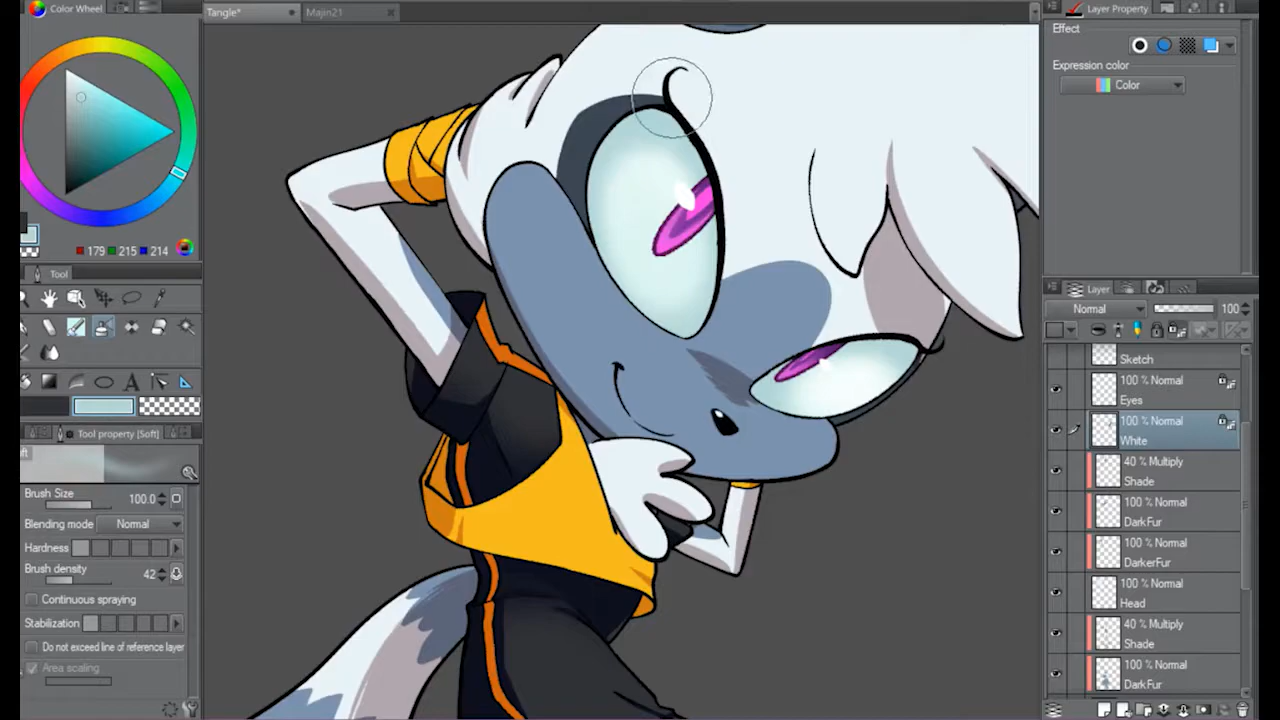 Color Wheel
Tangle*
Majin21
Layer Property
Effect
Expression color
Color
179 215 214
Tool
Layer
Normal 100
Sketch
100 % Normal
Eyes
100 % Normal
White
Tool property [Soft]
40 % Multiply
Shade
Brush Size 100.0
100 % Normal
DarkFur
Blending mode Normal
Hardness
100 % Normal
DarkerFur
Brush density 42
100 % Normal
Head
Continuous spraying
Stabilization
40 % Multiply
Shade
Do not exceed line of reference layer
Area scaling
100 % Normal
DarkFur